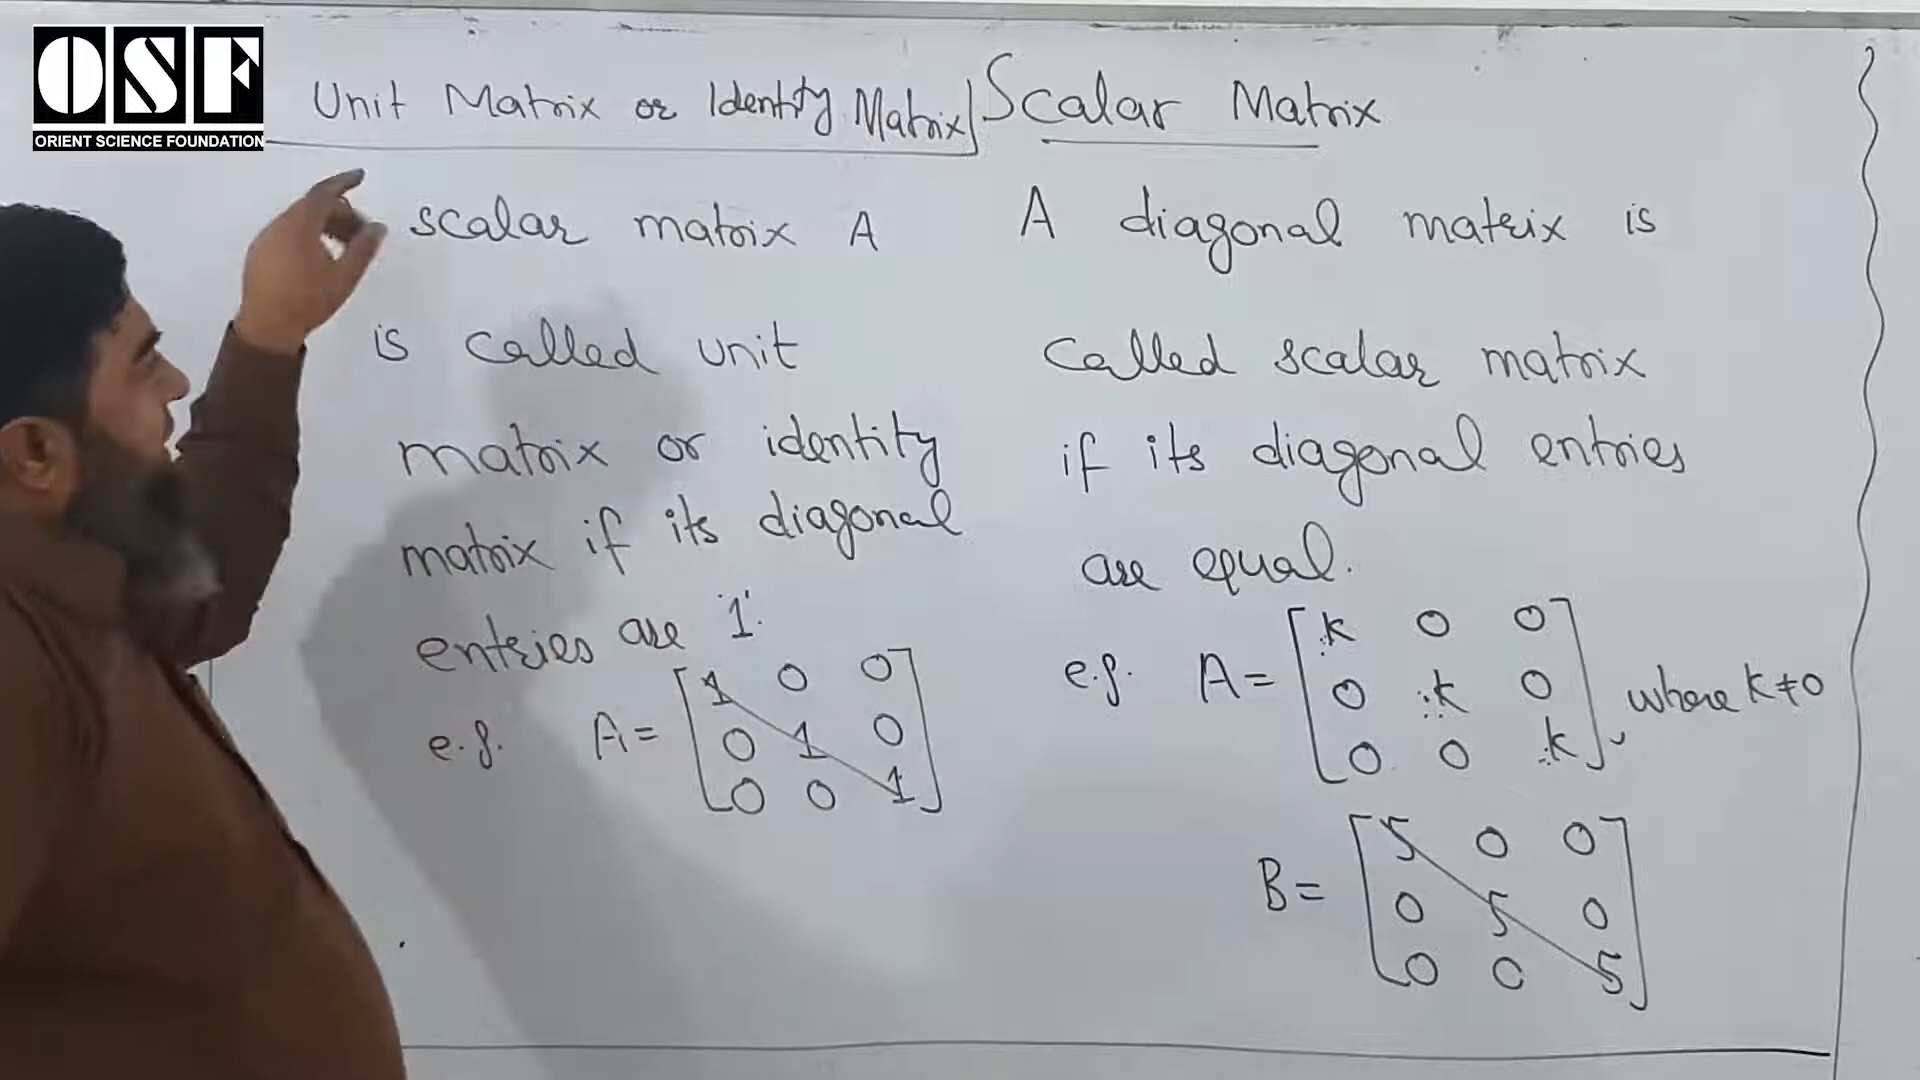 OSF
ORIENT SCIENCE FOUNDATION
Unit Matrix or Identity Matrix
scalar matrix A
is called unit
matrix or identity
matrix if its diagonal
entries are '1'.
e.g. A = [1 0 0
0 1 0
0 0 1]
Scalar Matrix
A diagonal matrix is
called scalar matrix
if its diagonal entries
are equal.
e.g. A = [k 0 0
0 k 0
0 0 k], where k ≠ 0
B = [5 0 0
0 5 0
0 0 5]